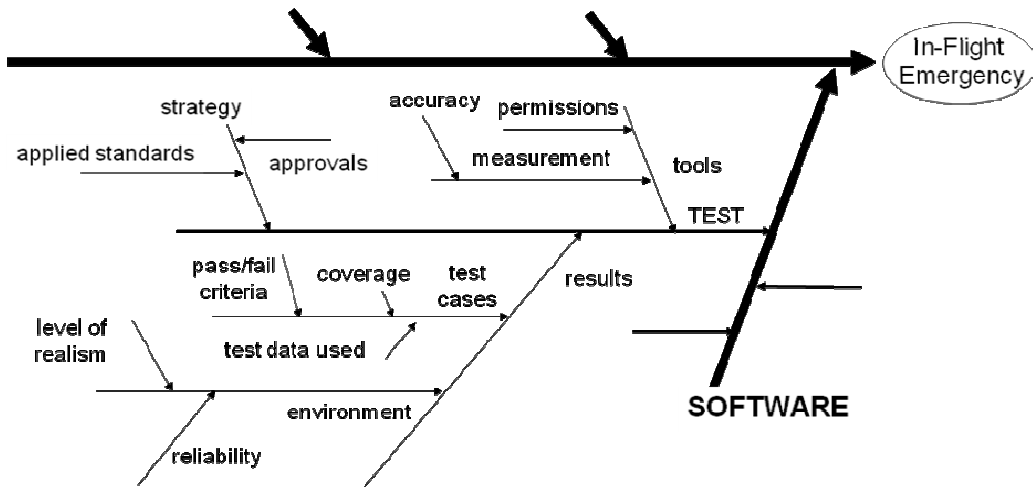 In-Flight
Emergency
strategy
accuracy
permissions
applied standards
approvals
measurement
tools
TEST
pass/fail
criteria
coverage
test
cases
results
level of
realism
test data used
environment
SOFTWARE
reliability